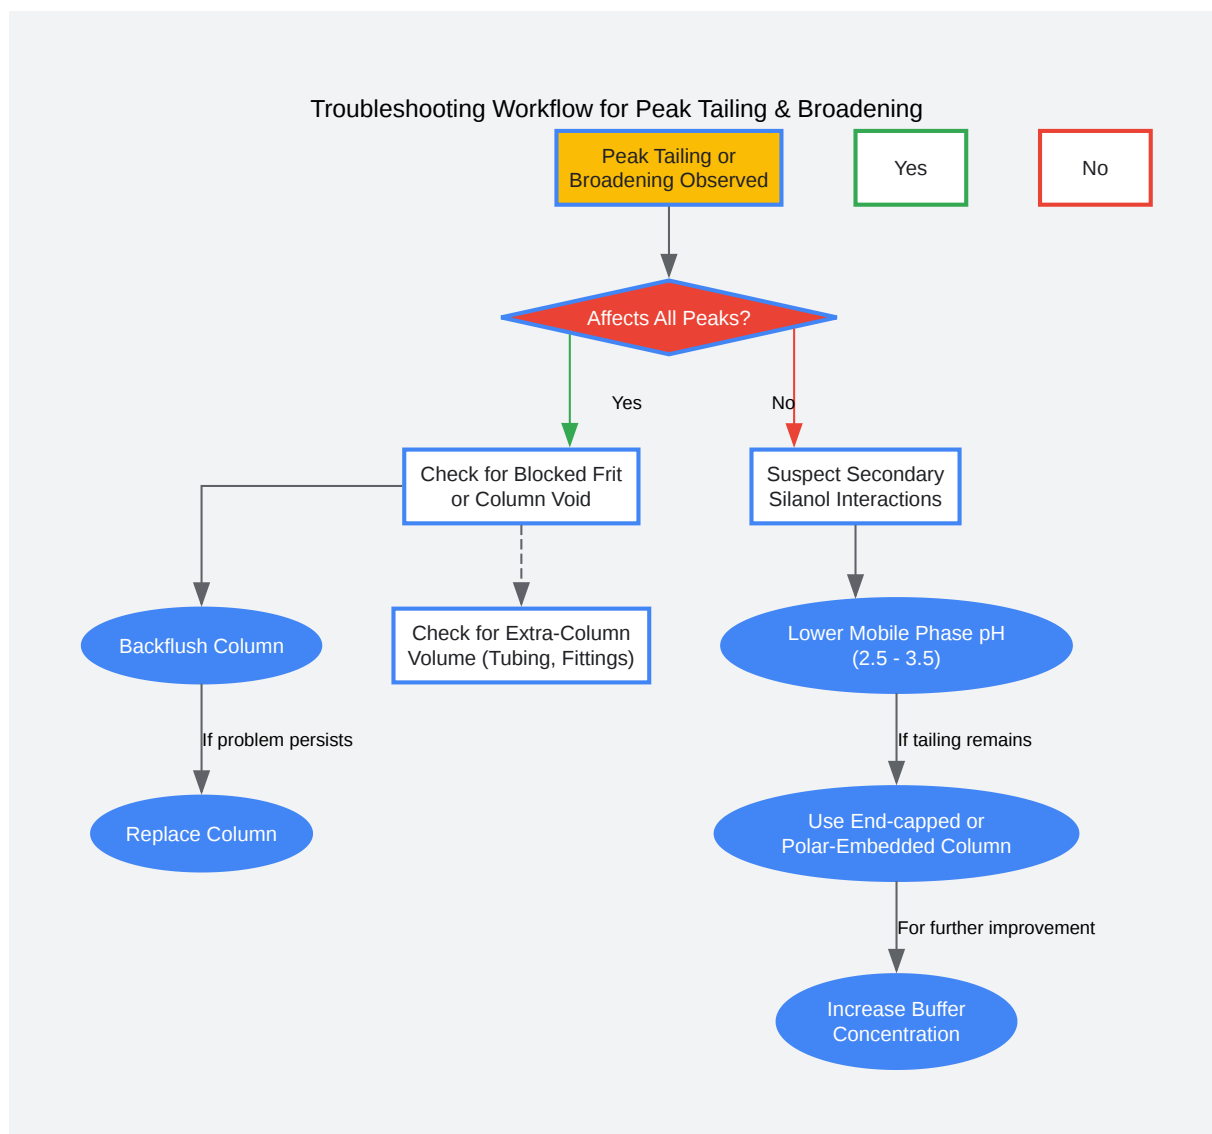 Troubleshooting Workflow for Peak Tailing & Broadening
Peak Tailing or
Broadening Observed
Yes
No
Affects All Peaks?
Yes
No
Check for Blocked Frit
or Column Void
Suspect Secondary
Silanol Interactions
Backflush Column
Check for Extra-Column
Volume (Tubing, Fittings)
Lower Mobile Phase pH
(2.5 - 3.5)
If problem persists
If tailing remains
Replace Column
Use End-capped or
Polar-Embedded Column
For further improvement
Increase Buffer
Concentration